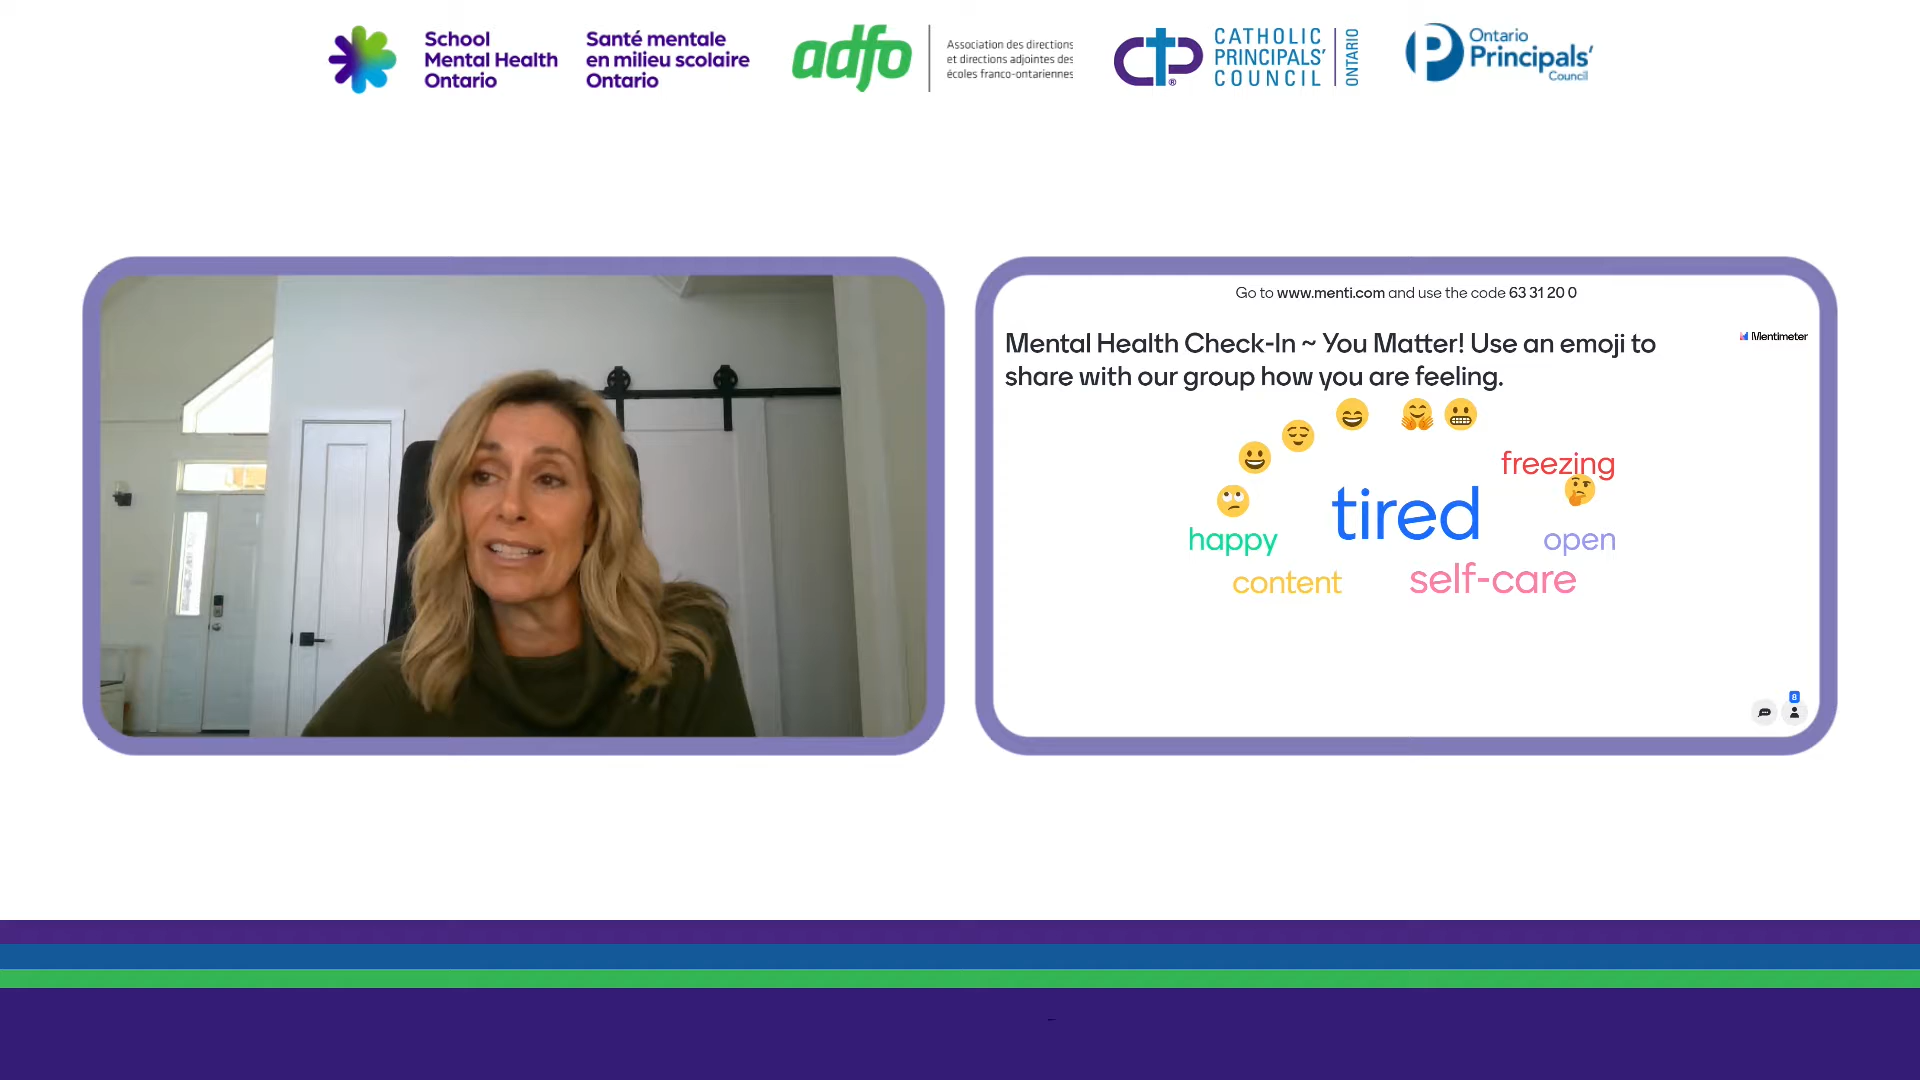 School
Mental Health
Ontario
Santé mentale
en milieu scolaire
Ontario
adfo
Association des directions
et directions adjointes des
écoles franco-ontariennes
CATHOLIC
PRINCIPALS'
COUNCIL
ONTARIO
Ontario
Principals'
Council
Go to www.menti.com and use the code 63 31 20 0
Mentimeter
Mental Health Check-In ~ You Matter! Use an emoji to
share with our group how you are feeling.
freezing
tired
happy
open
content
self-care
8